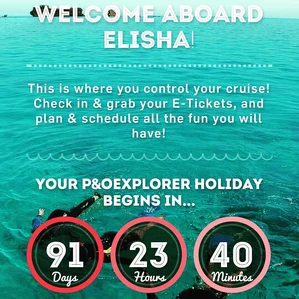 WELCOME ABOARD
ELISHA!
This is where you control your cruise!
Check in & grab your E-Tickets, and
plan & schedule all the fun you will
have!
YOUR P&OEXPLORER HOLIDAY
BEGINS IN...
91 23 40
Days Hours Minutes